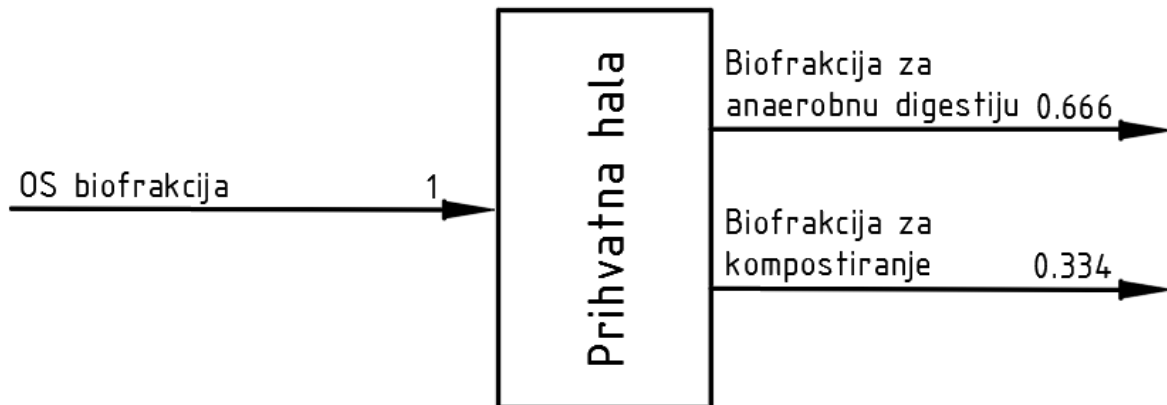 OS biofrakcija 1
Prihvatna hala
Biofrakcija za
anaerobnu digestiju 0.666
Biofrakcija za
kompostiranje 0.334